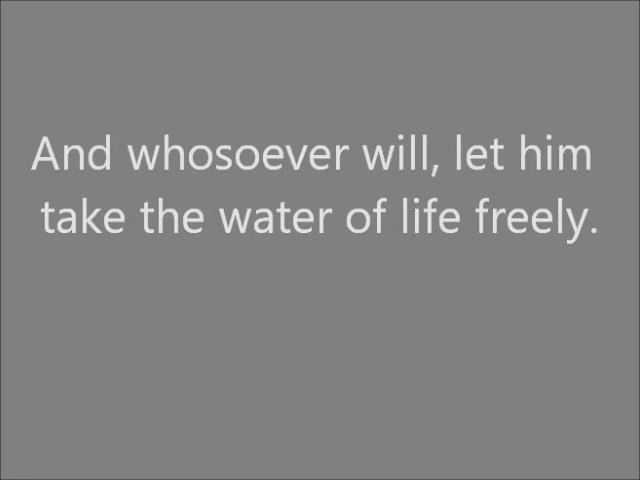 And whosoever will, let him
take the water of life freely.